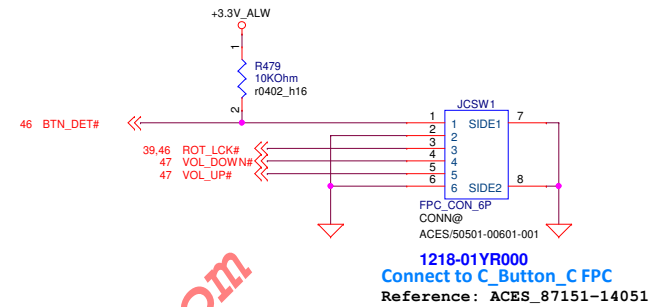 +3.3V_ALW
1
R479
10KOhm
r0402_h16
2
46 BTN_DET#
39,46 ROT_LCK#
47 VOL_DOWN#
47 VOL_UP#
JCSW1
1 1 SIDE1 7
2 2
3 3
4 4
5 5
6 6 SIDE2 8
FPC_CON_6P
CONN@
ACES/50501-00601-001
1218-01YR000
Connect to C_Button_C FPC
Reference: ACES_87151-14051
com